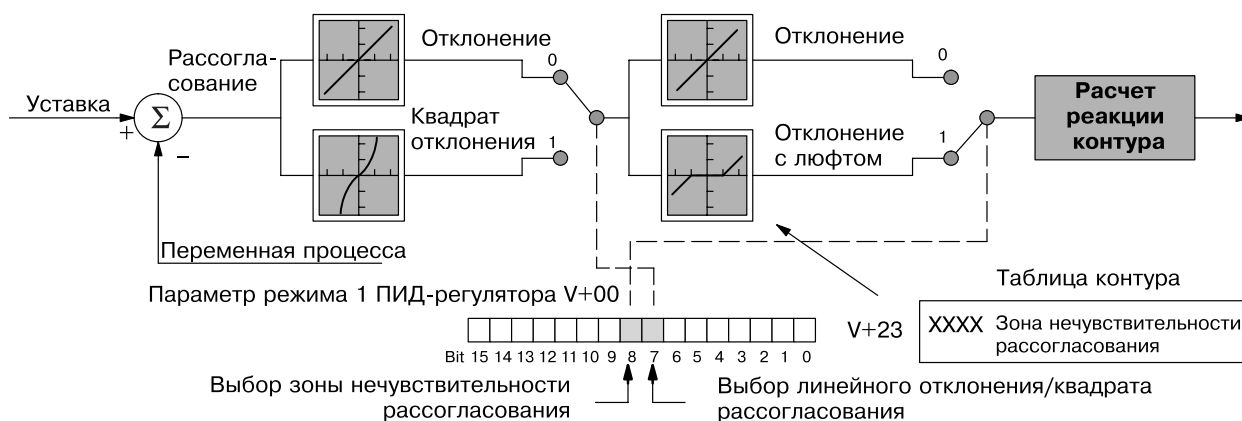 Рассогла-
сование
Уставка
+
Σ
−
Отклонение
0
Квадрат
отклонения
1
Отклонение
0
Отклонение
с люфтом
1
Расчет
реакции
контура
Переменная процесса
Параметр режима 1 ПИД-регулятора V+00
Bit 15 14 13 12 11 10 9 8 7 6 5 4 3 2 1 0
Выбор зоны нечувствительности
рассогласования
Выбор линейного отклонения/квадрата
рассогласования
Таблица контура
V+23
XXXX Зона нечувствительности
рассогласования